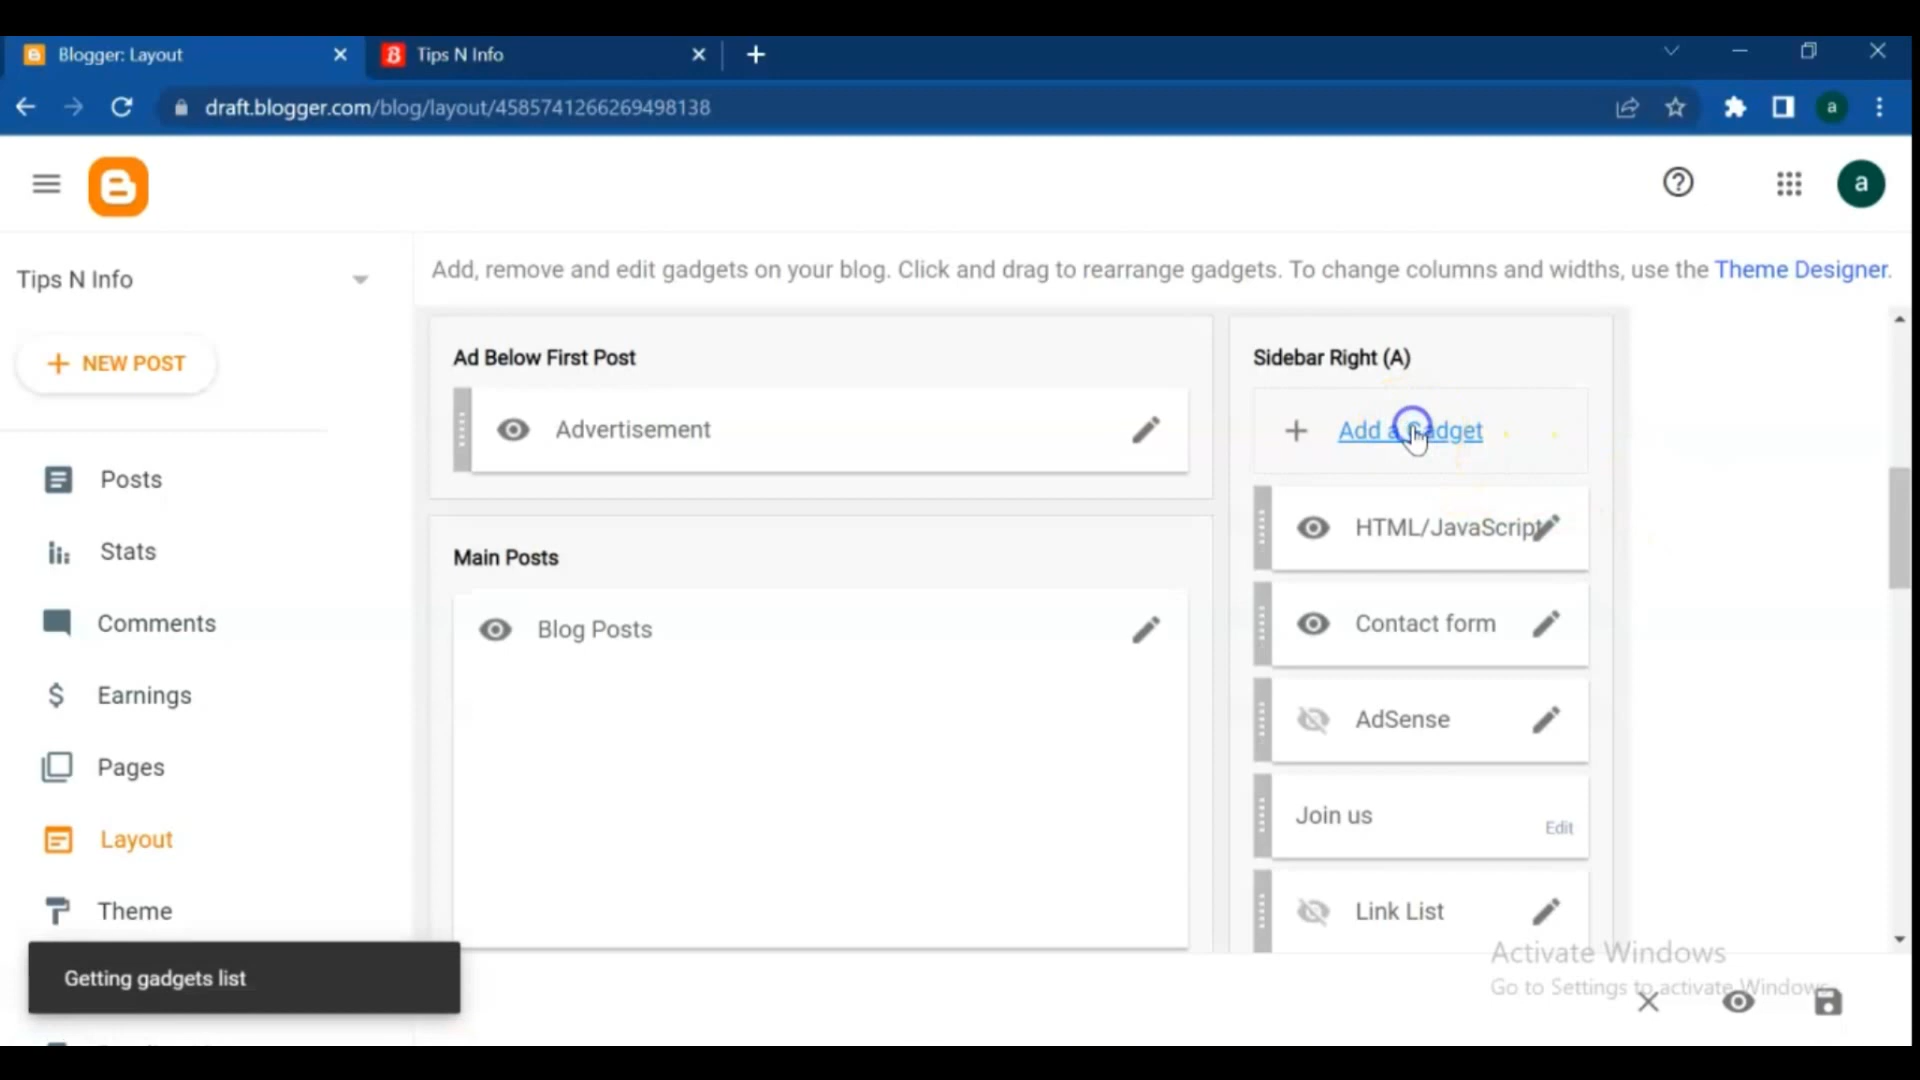 Blogger: Layout
Tips N Info
draft.blogger.com/blog/layout/4585741266269498138
a
a
Tips N Info
Add, remove and edit gadgets on your blog. Click and drag to rearrange gadgets. To change columns and widths, use the Theme Designer.
NEW POST
Posts
Stats
Comments
Earnings
Pages
Layout
Theme
Getting gadgets list
Ad Below First Post
Advertisement
Main Posts
Blog Posts
Sidebar Right (A)
Add a Gadget
HTML/JavaScript
Contact form
AdSense
Join us
Edit
Link List
Activate Windows
Go to Settings to activate Windows.